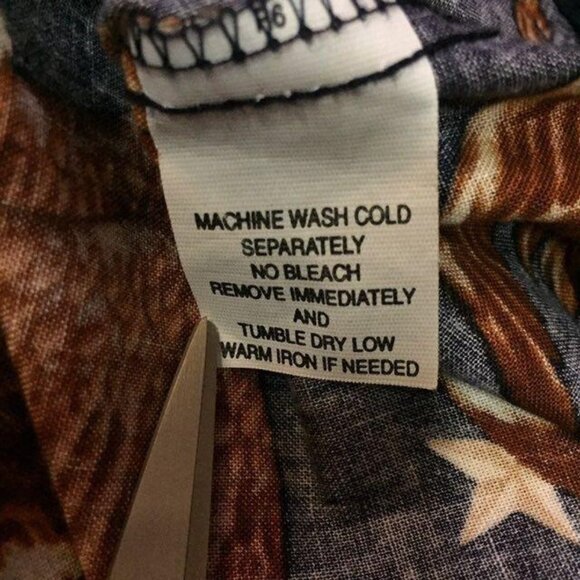 MACHINE WASH COLD
SEPARATELY
NO BLEACH
REMOVE IMMEDIATELY
AND
TUMBLE DRY LOW
WARM IRON IF NEEDED